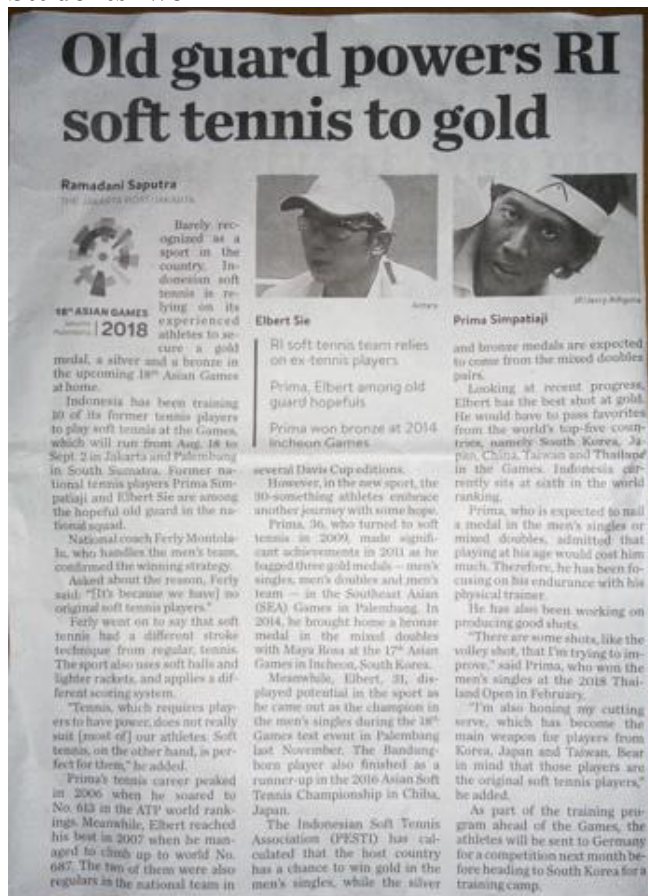 Old guard powers RI
soft tennis to gold
Ramadani Saputra
THE JAKARTA POST/JAKARTA
18th ASIAN GAMES
2018
Barely rec-
ognized as a
sport in the
country, In-
donesian soft
tennis is re-
lying on its
experienced
athletes to se-
cure a gold
medal, a silver and a bronze in
the upcoming 18th Asian Games
at home.
Indonesia has been training
10 of its former tennis players
to play soft tennis at the Games,
which will run from Aug. 18 to
Sept. 2 in Jakarta and Palembang
in South Sumatra. Former na-
tional tennis players Prima Sim-
patiaji and Elbert Sie are among
the hopeful old guard in the na-
tional squad.
National coach Ferly Montola-
lu, who handles the men's team,
confirmed the winning strategy.
Asked about the reason, Ferly
said: "[It's because we have] no
original soft tennis players."
Ferly went on to say that soft
tennis had a different stroke
technique from regular, tennis.
The sport also uses soft balls and
lighter rackets, and applies a dif-
ferent scoring system.
"Tennis, which requires play-
ers to have power, does not really
suit [most of] our athletes. Soft
tennis, on the other hand, is per-
fect for them," he added.
Prima's tennis career peaked
in 2006 when he soared to
No. 613 in the ATP world rank-
ings. Meanwhile, Elbert reached
his best in 2007 when he man-
aged to climb up to world No.
687. The two of them were also
regulars in the national team in
Antara
Elbert Sie
RI soft tennis team relies
on ex-tennis players
Prima, Elbert among old
guard hopefuls
Prima won bronze at 2014
Incheon Games
several Davis Cup editions.
However, in the new sport, the
30-something athletes embrace
another journey with some hope.
Prima, 36, who turned to soft
tennis in 2009, made signifi-
cant achievements in 2011 as he
bagged three gold medals — men's
singles, men's doubles and men's
team — in the Southeast Asian
(SEA) Games in Palembang. In
2014, he brought home a bronze
medal in the mixed doubles
with Maya Rosa at the 17th Asian
Games in Incheon, South Korea.
Meanwhile, Elbert, 31, dis-
played potential in the sport as
he came out as the champion in
the men's singles during the 18th
Games test event in Palembang
last November. The Bandung-
born player also finished as a
runner-up in the 2016 Asian Soft
Tennis Championship in Chiba,
Japan.
The Indonesian Soft Tennis
Association (PESTI) has cal-
culated that the host country
has a chance to win gold in the
men's singles, while the silver
Prima Simpatiaji
and bronze medals are expected
to come from the mixed doubles
pairs.
Looking at recent progress,
Elbert has the best shot at gold.
He would have to pass favorites
from the world's top-five coun-
tries, namely South Korea, Ja-
pan, China, Taiwan and Thailand
in the Games. Indonesia cur-
rently sits at sixth in the world
ranking.
Prima, who is expected to nail
a medal in the men's singles or
mixed doubles, admitted that
playing at his age would cost him
much. Therefore, he has been fo-
cusing on his endurance with his
physical trainer.
He has also been working on
producing good shots.
"There are some shots, like the
volley shot, that I'm trying to im-
prove," said Prima, who won the
men's singles at the 2018 Thai-
land Open in February.
"I'm also honing my cutting
serve, which has become the
main weapon for players from
Korea, Japan and Taiwan. Bear
in mind that those players are
the original soft tennis players,"
he added.
As part of the training pro-
gram ahead of the Games, the
athletes will be sent to Germany
for a competition next month be-
fore heading to South Korea for a
training camp.